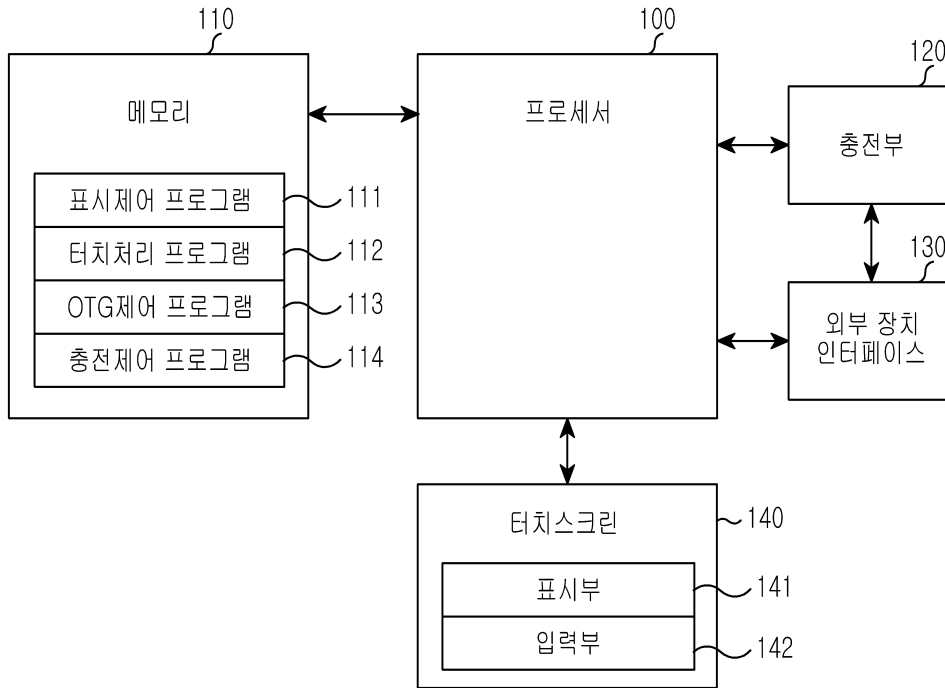 110
메모리
표시제어 프로그램
111
터치처리 프로그램
112
OTG제어 프로그램
113
충전제어 프로그램
114
100
프로세서
120
충전부
130
외부 장치
인터페이스
터치스크린
140
표시부
141
입력부
142